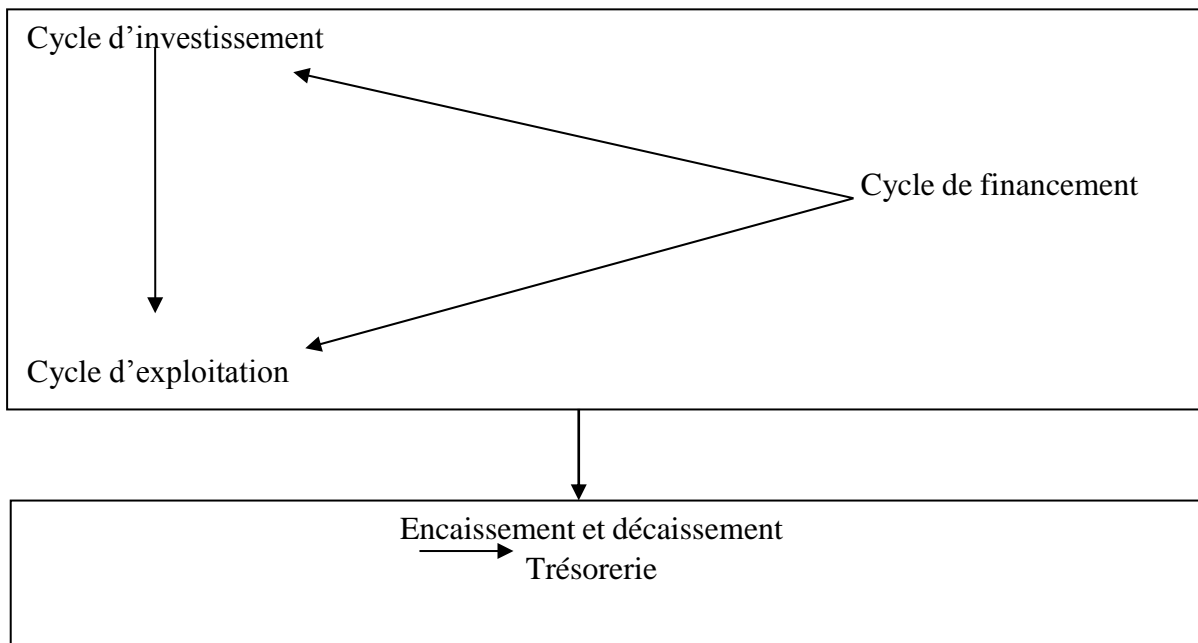 Cycle d’investissement
Cycle de financement
Cycle d’exploitation
Encaissement et décaissement
Trésorerie